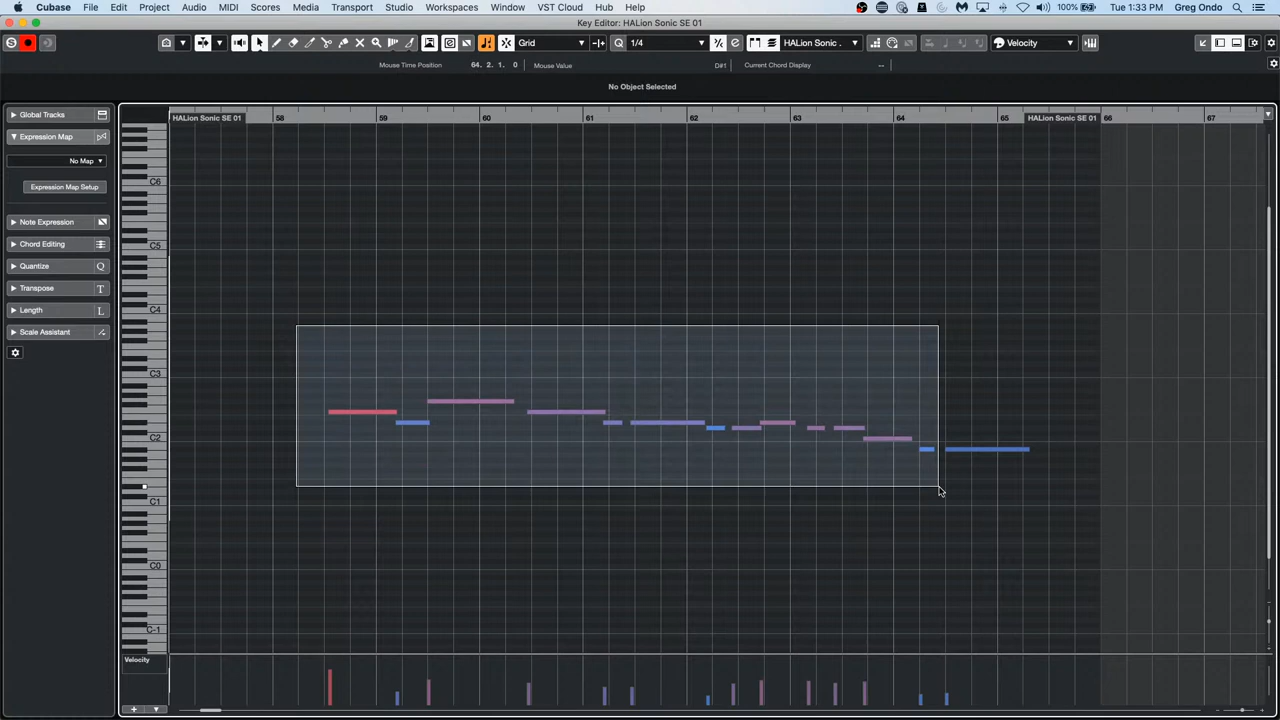 Cubase File Edit Project Audio MIDI Scores Media Transport Studio Workspaces Window VST Cloud Hub Help 100% Tue 1:33 PM Greg Ondo
Key Editor: HALion Sonic SE 01
Grid 1/4 HALion Sonic . Velocity
Mouse Time Position 64. 2. 1. 0 Mouse Value D#1 Current Chord Display --
No Object Selected
Global Tracks
HALion Sonic SE 01 58 59 60 61 62 63 64 65 HALion Sonic SE 01 66 67
Expression Map
No Map
Expression Map Setup
Note Expression
Chord Editing
Quantize Q
Transpose T
Length L
Scale Assistant
C6
C5
C4
C3
C2
C1
C0
C-1
Velocity